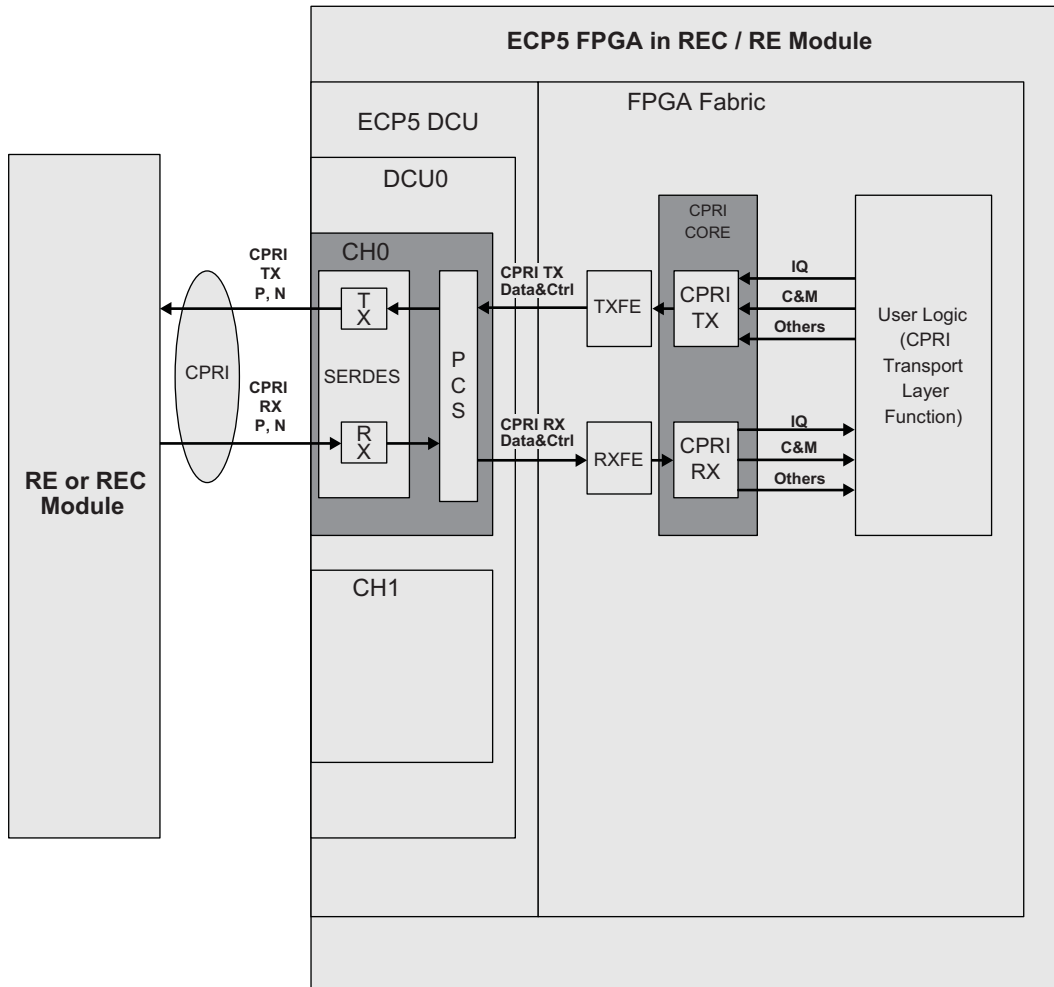 ECP5 FPGA in REC / RE Module
FPGA Fabric
ECP5 DCU
DCU0
CPRI
CORE
CH0
CPRI
TX
P, N
CPRI TX
Data&Ctrl
IQ
C&M
Others
T
X
TXFE
CPRI
TX
User Logic
(CPRI
Transport
Layer
Function)
CPRI
SERDES
P
C
S
CPRI
RX
P, N
CPRI RX
Data&Ctrl
IQ
C&M
Others
R
X
RXFE
CPRI
RX
RE or REC
Module
CH1